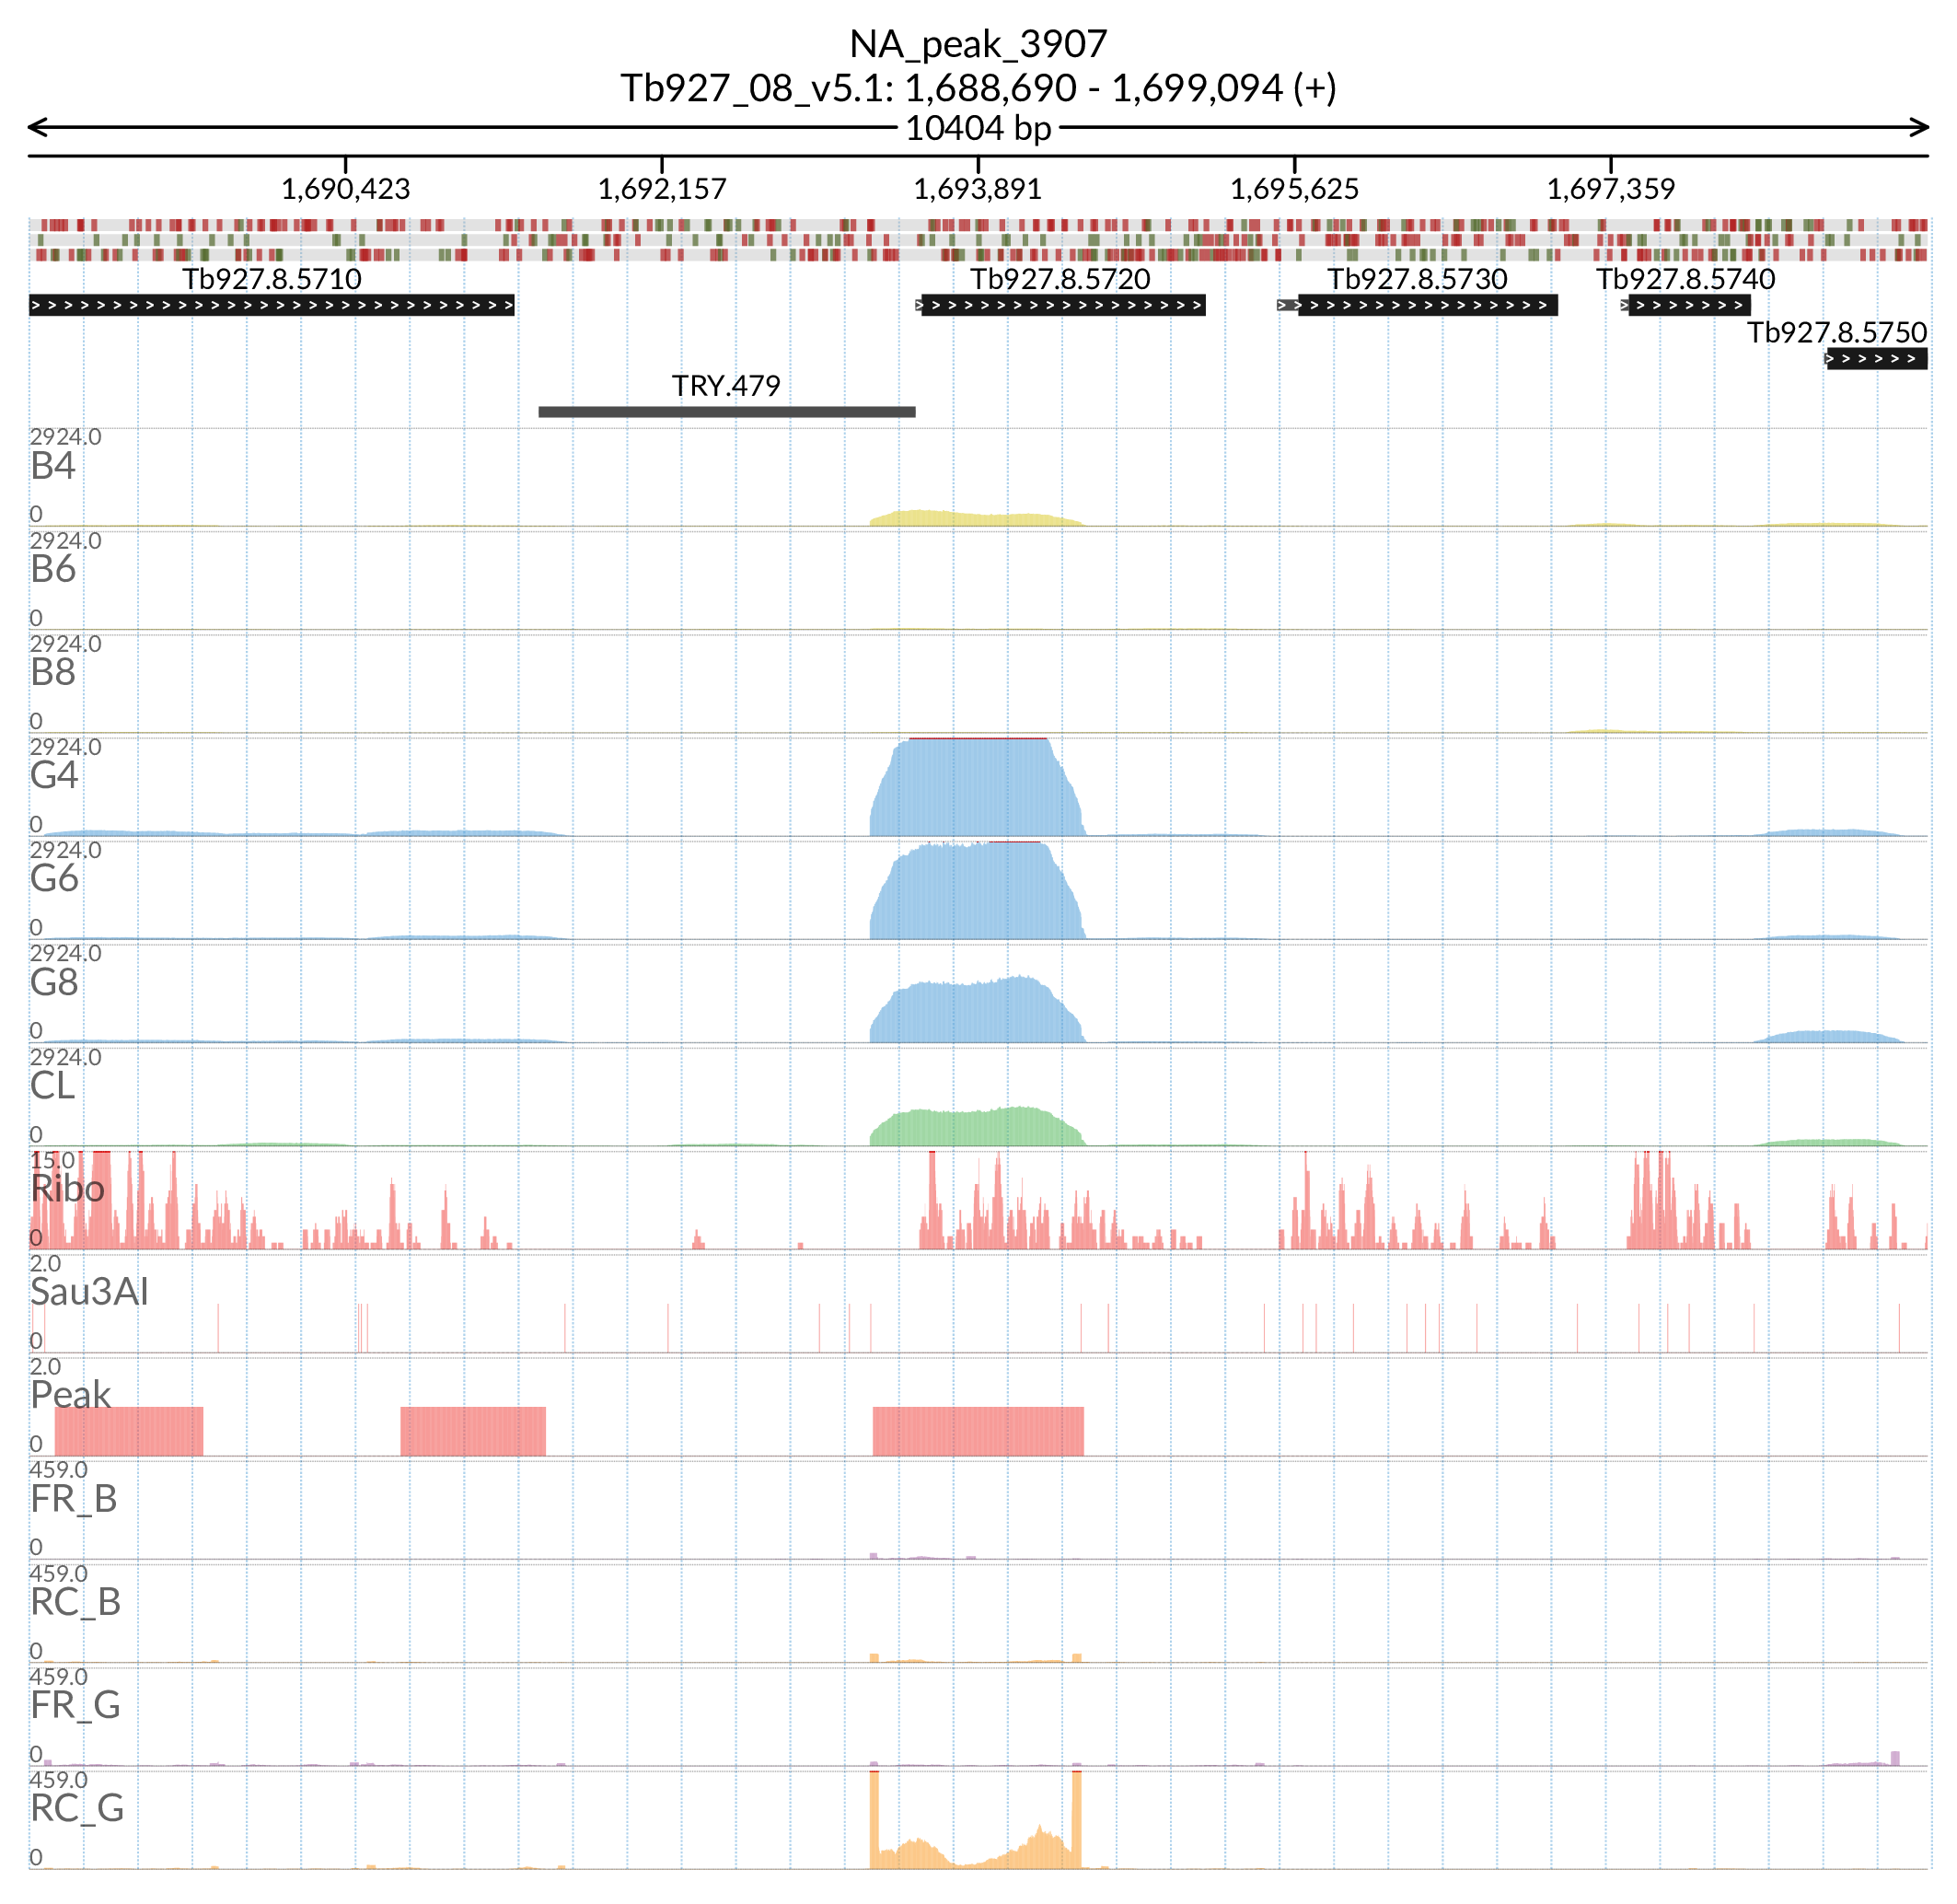 NA_peak_3907
Tb927_08_v5.1: 1,688,690 - 1,699,094 (+)
10404 bp
1,690,423 1,692,157 1,693,891 1,695,625 1,697,359
Tb927.8.5710 Tb927.8.5720 Tb927.8.5730 Tb927.8.5740
Tb927.8.5750
TRY.479
2924.0
B4
0
2924.0
B6
0
2924.0
B8
0
2924.0
G4
0
2924.0
G6
0
2924.0
G8
0
2924.0
CL
0
15.0
Ribo
0
2.0
Sau3AI
0
2.0
Peak
0
459.0
FR_B
0
459.0
RC_B
0
459.0
FR_G
0
459.0
RC_G
0